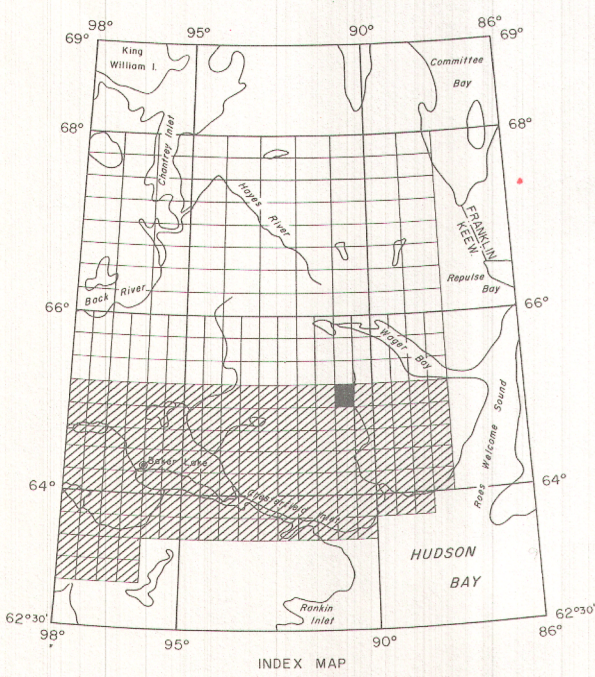 98°
95°
90°
86°
69°
69°
King
William I.
Committee
Bay
68°
68°
Chantrey Inlet
Hayes River
FRANKLIN
KEEW.
Repulse
Bay
Back River
66°
66°
Wager Bay
Roes Welcome Sound
Baker Lake
64°
64°
Chesterfield Inlet
HUDSON
BAY
Rankin
Inlet
62°30'
62°30'
98°
95°
90°
86°
INDEX MAP